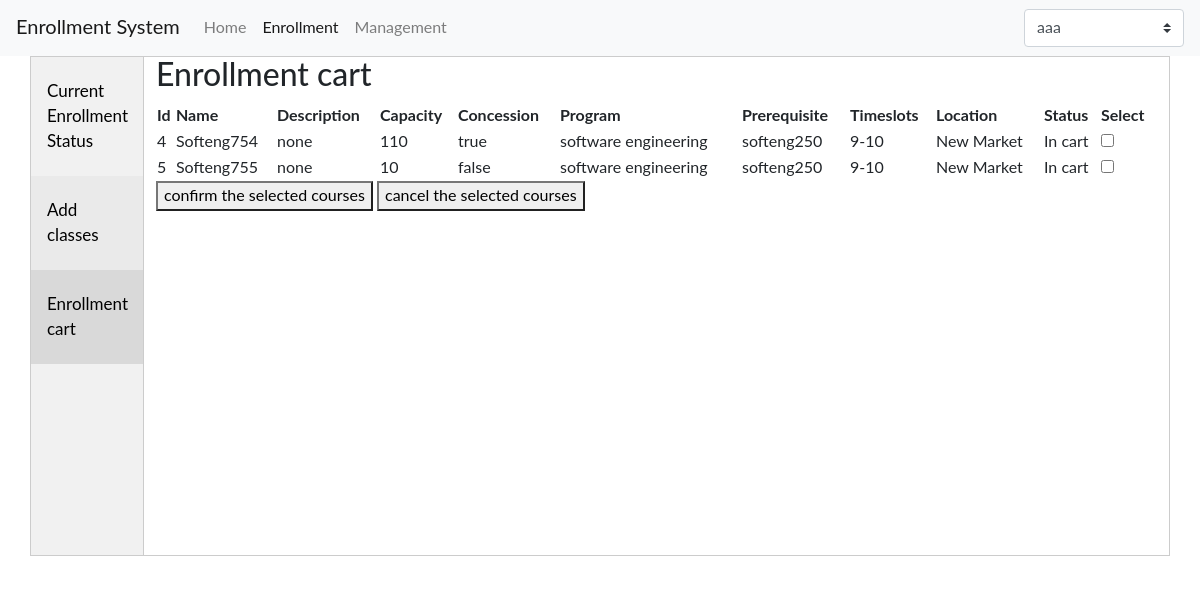 Enrollment System Home Enrollment Management aaa
Current
Enrollment
Status
Add
classes
Enrollment
cart
Enrollment cart
Id Name Description Capacity Concession Program Prerequisite Timeslots Location Status Select
4 Softeng754 none 110 true software engineering softeng250 9-10 New Market In cart
5 Softeng755 none 10 false software engineering softeng250 9-10 New Market In cart
confirm the selected courses cancel the selected courses